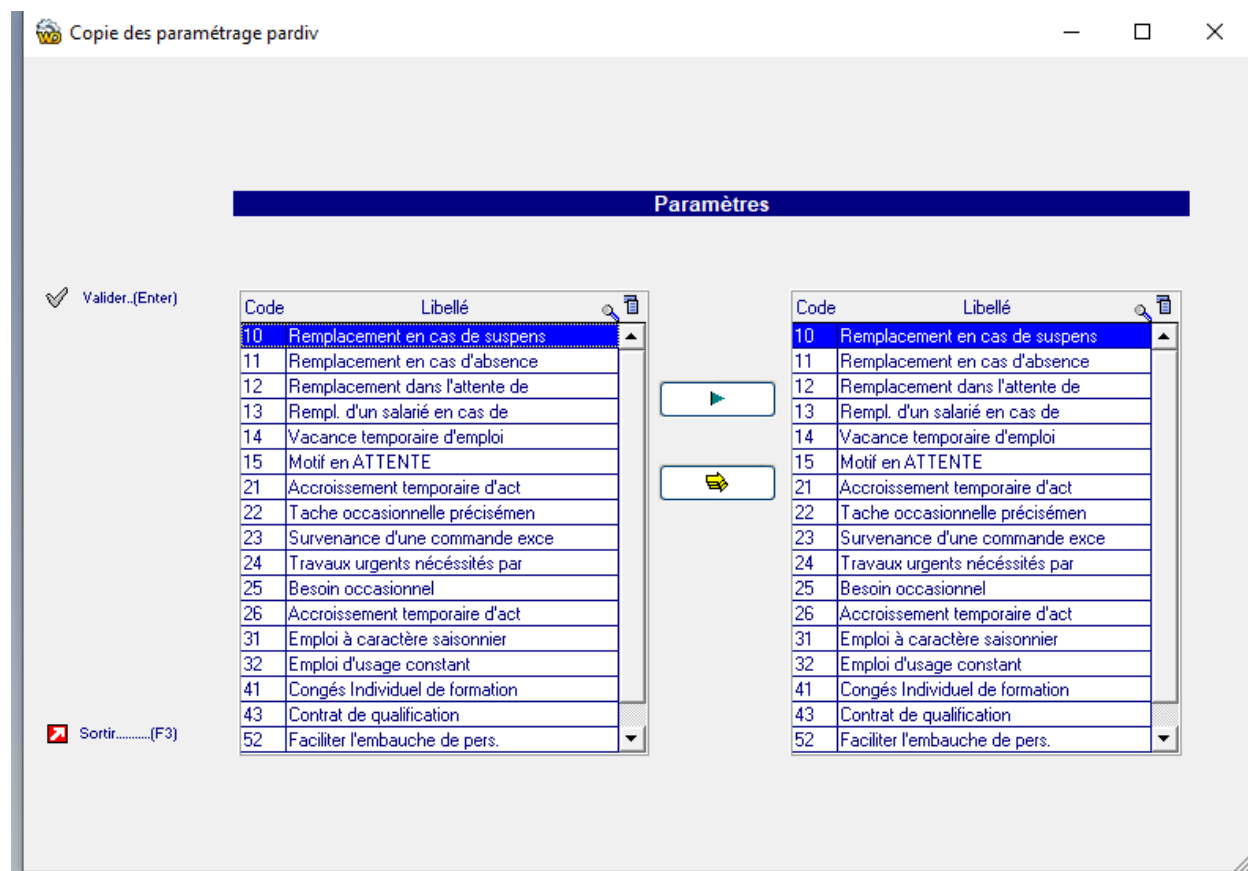 Copie des paramétrage pardiv
Paramètres
Valider..(Enter)
Code Libellé
10 Remplacement en cas de suspens
11 Remplacement en cas d'absence
12 Remplacement dans l'attente de
13 Rempl. d'un salarié en cas de
14 Vacance temporaire d'emploi
15 Motif en ATTENTE
21 Accroissement temporaire d'act
22 Tache occasionnelle précisémen
23 Survenance d'une commande exce
24 Travaux urgents nécéssités par
25 Besoin occasionnel
26 Accroissement temporaire d'act
31 Emploi à caractère saisonnier
32 Emploi d'usage constant
41 Congés Individuel de formation
43 Contrat de qualification
52 Faciliter l'embauche de pers.
Code Libellé
10 Remplacement en cas de suspens
11 Remplacement en cas d'absence
12 Remplacement dans l'attente de
13 Rempl. d'un salarié en cas de
14 Vacance temporaire d'emploi
15 Motif en ATTENTE
21 Accroissement temporaire d'act
22 Tache occasionnelle précisémen
23 Survenance d'une commande exce
24 Travaux urgents nécéssités par
25 Besoin occasionnel
26 Accroissement temporaire d'act
31 Emploi à caractère saisonnier
32 Emploi d'usage constant
41 Congés Individuel de formation
43 Contrat de qualification
52 Faciliter l'embauche de pers.
Sortir..........(F3)